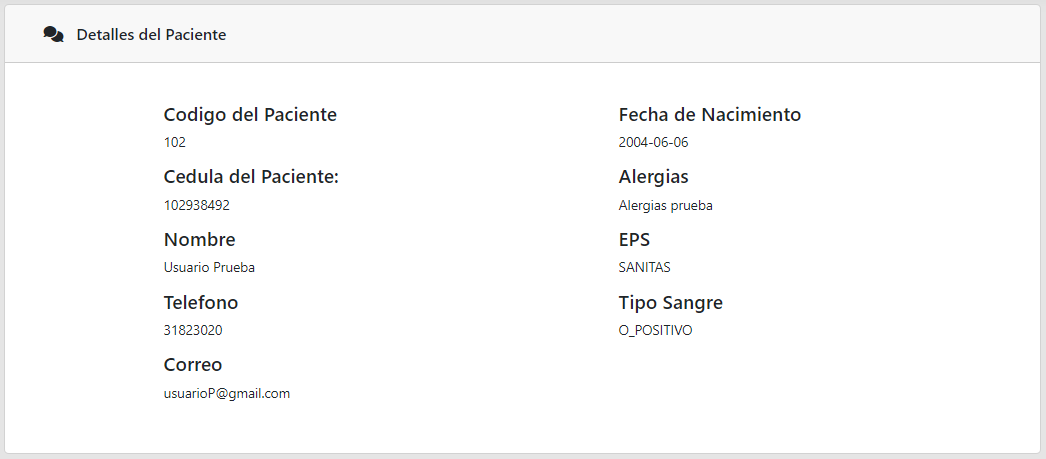 Detalles del Paciente
Codigo del Paciente
102
Cedula del Paciente:
102938492
Nombre
Usuario Prueba
Telefono
31823020
Correo
usuarioP@gmail.com
Fecha de Nacimiento
2004-06-06
Alergias
Alergias prueba
EPS
SANITAS
Tipo Sangre
O_POSITIVO